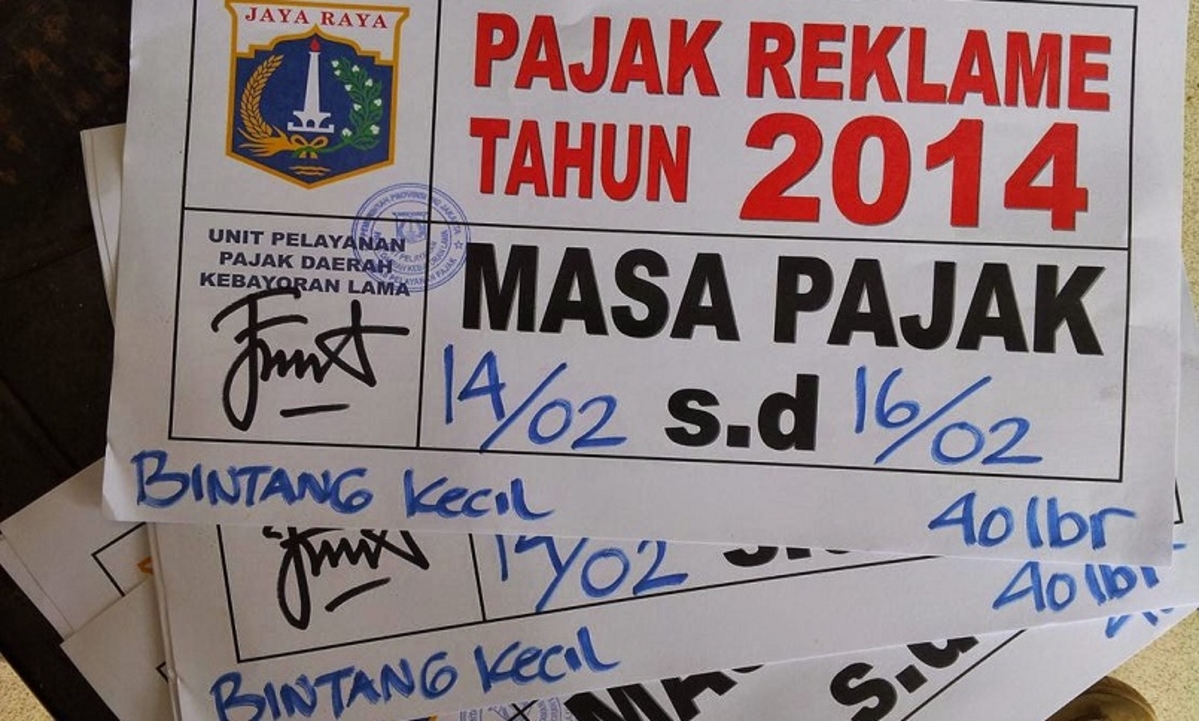 JAYA RAYA
PAJAK REKLAME
TAHUN 2014
UNIT PELAYANAN
PAJAK DAERAH
KEBAYORAN LAMA
MASA PAJAK
14/02 s.d 16/02
BINTANG Kecil
40 lbr
14/02
40 lbr
BINTANG Kecil
s.d